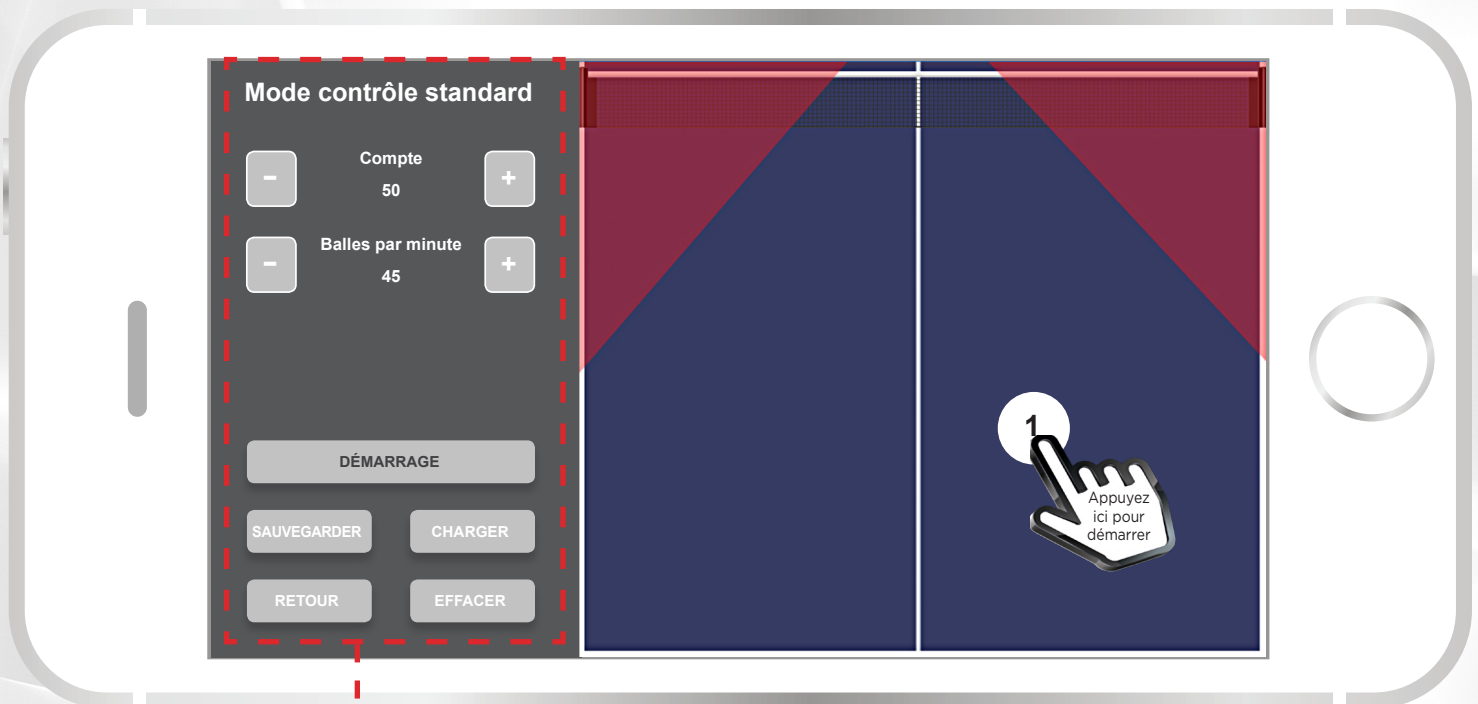 Mode contrôle standard
Compte
-
50
+
Balles par minute
-
45
+
DÉMARRAGE
SAUVEGARDER
CHARGER
RETOUR
EFFACER
1
Appuyez
ici pour
démarrer